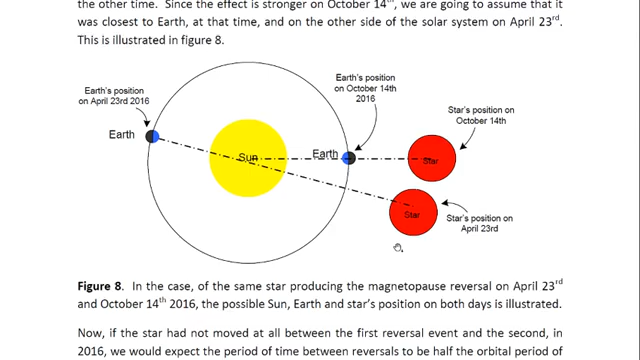 the other time. Since the effect is stronger on October 14th, we are going to assume that it
was closest to Earth, at that time, and on the other side of the solar system on April 23rd.
This is illustrated in figure 8.
Earth's position
on April 23rd 2016
Earth's position
on October 14th
2016
Star's position on
October 14th
Earth
Sun
Earth
Star
Star
Star's position on
April 23rd
Figure 8. In the case, of the same star producing the magnetopause reversal on April 23rd
and October 14th 2016, the possible Sun, Earth and star's position on both days is illustrated.
Now, if the star had not moved at all between the first reversal event and the second, in
2016, we would expect the period of time between reversals to be half the orbital period of